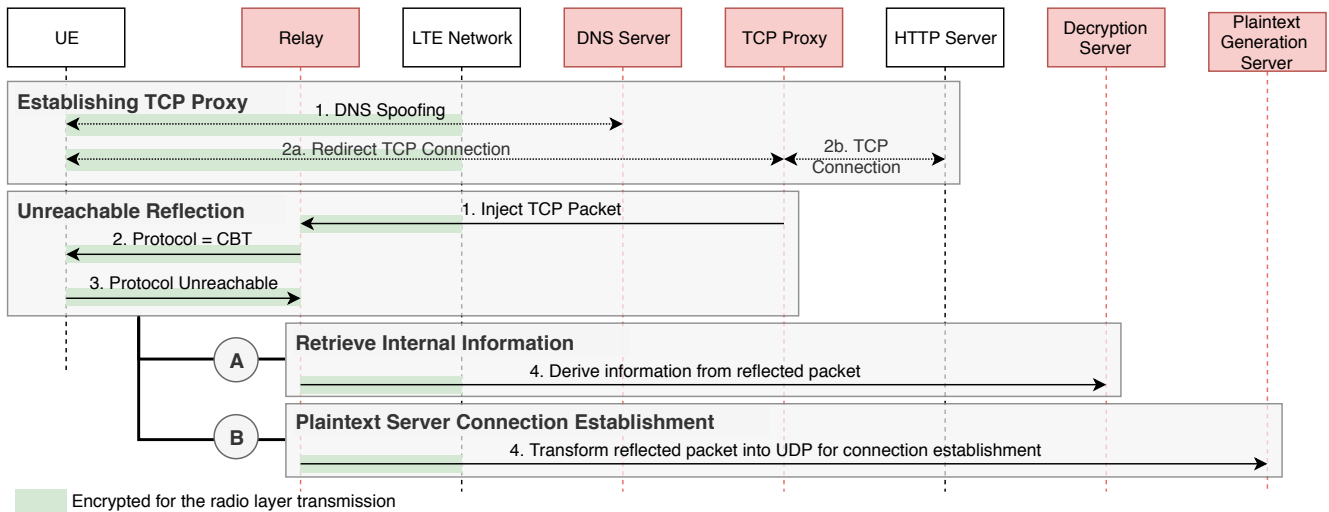 UE
Relay
LTE Network
DNS Server
TCP Proxy
HTTP Server
Decryption
Server
Plaintext
Generation
Server
Establishing TCP Proxy
1. DNS Spoofing
2a. Redirect TCP Connection
2b. TCP
Connection
Unreachable Reflection
1. Inject TCP Packet
2. Protocol = CBT
3. Protocol Unreachable
A
Retrieve Internal Information
4. Derive information from reflected packet
B
Plaintext Server Connection Establishment
4. Transform reflected packet into UDP for connection establishment
Encrypted for the radio layer transmission